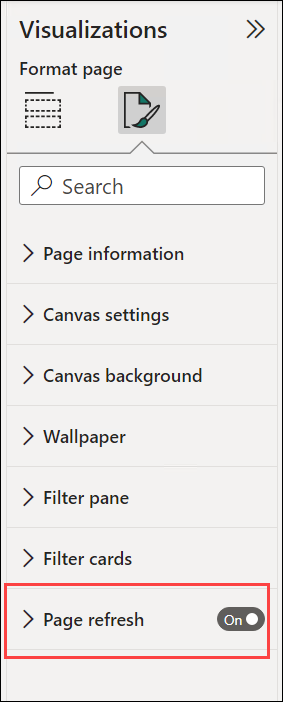 Visualizations
Format page
Search
Page information
Canvas settings
Canvas background
Wallpaper
Filter pane
Filter cards
Page refresh On